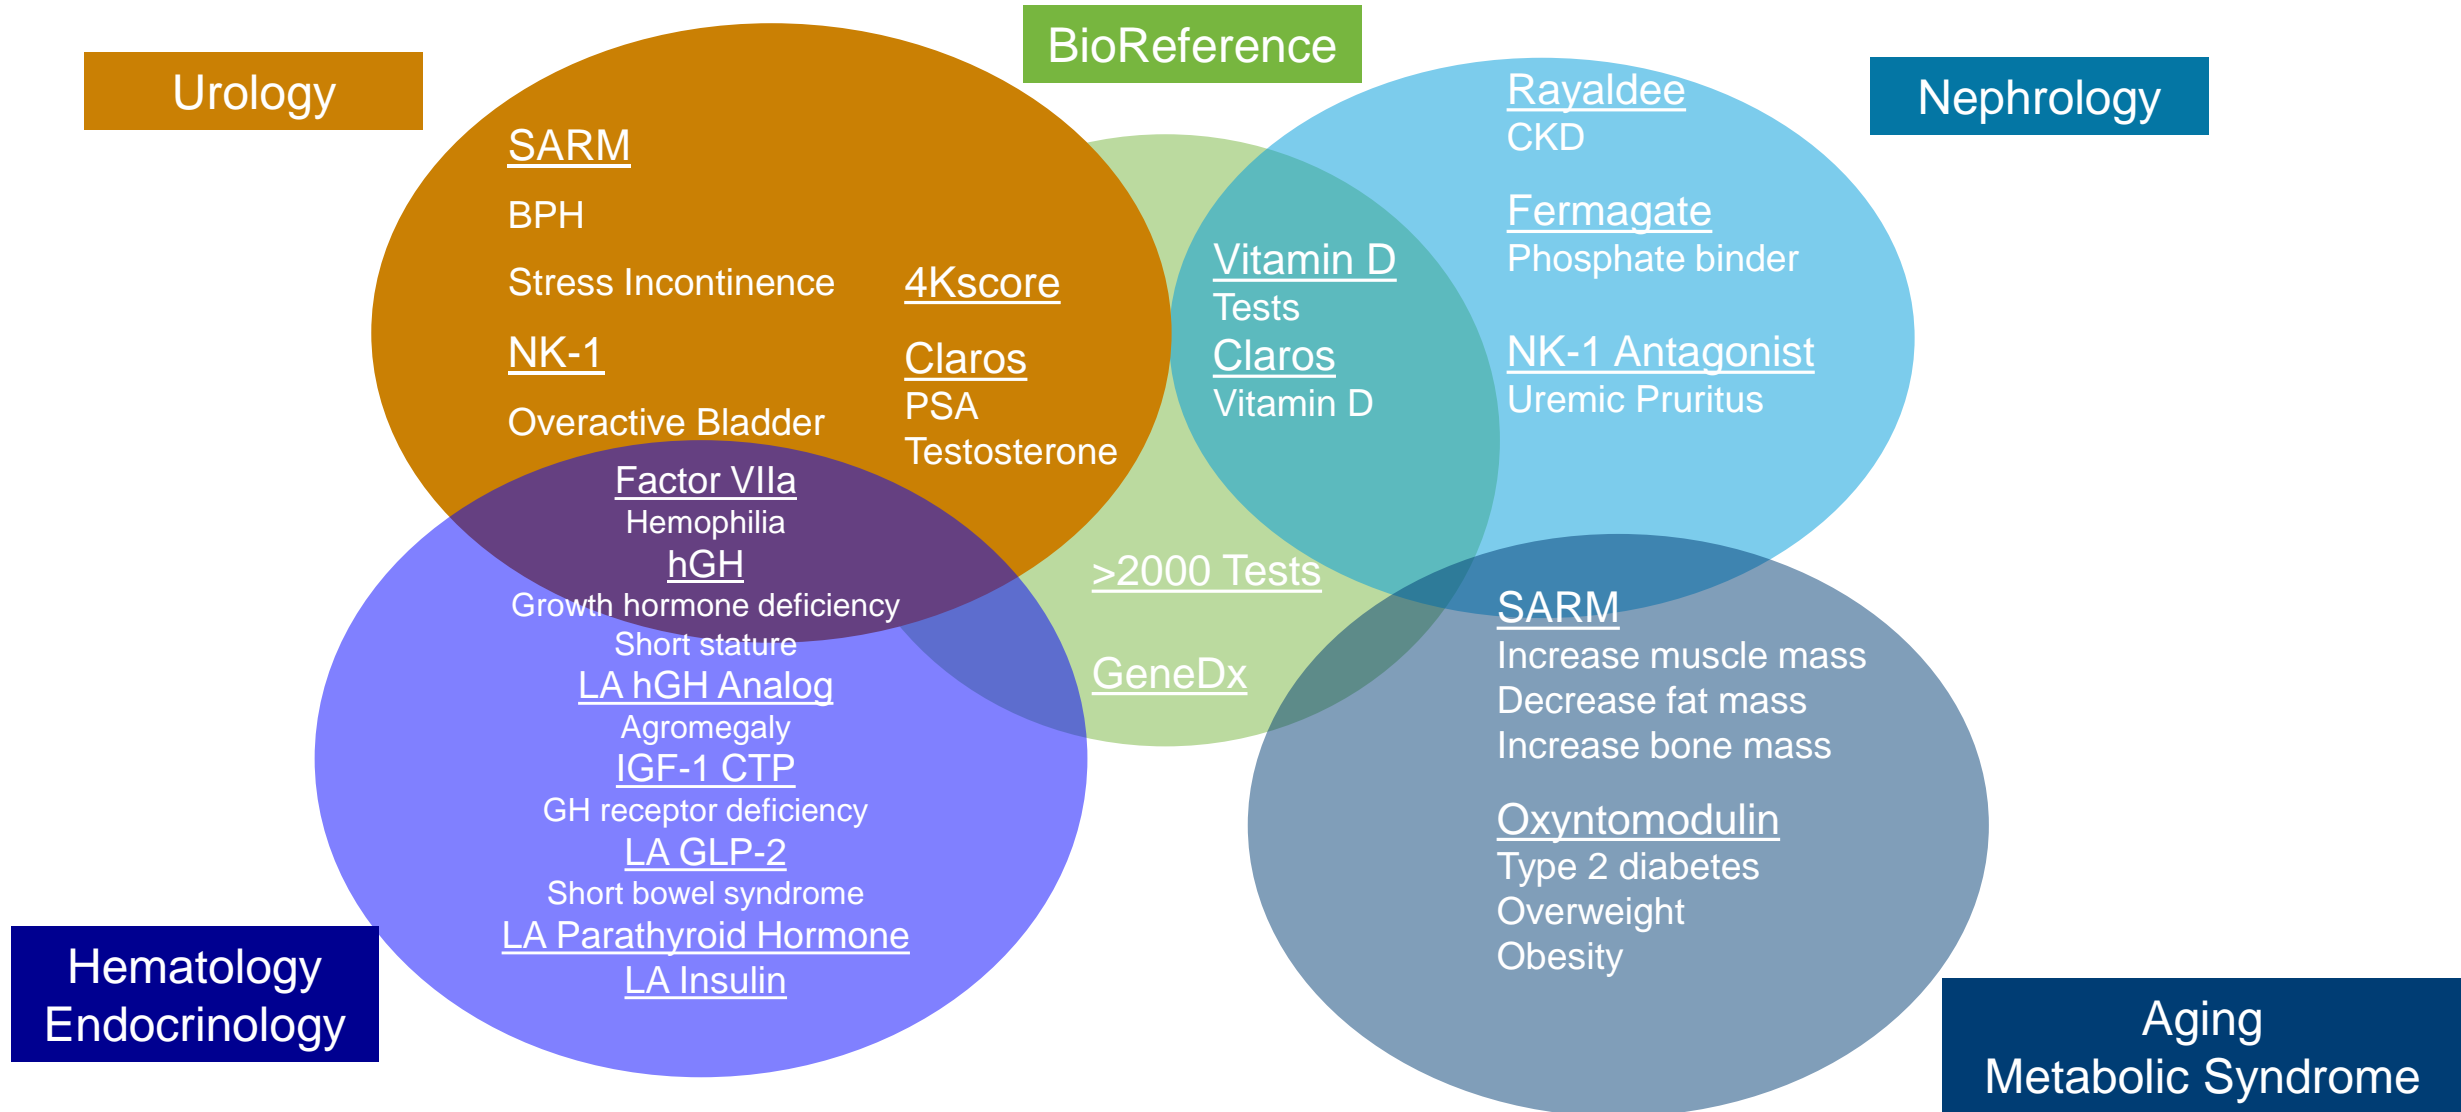 BioReference
Urology
Nephrology
SARM
BPH
Stress Incontinence
NK-1
Overactive Bladder
4Kscore
Claros
PSA
Testosterone
Vitamin D
Tests
Claros
Vitamin D
Rayaldee
CKD
Fermagate
Phosphate binder
NK-1 Antagonist
Uremic Pruritus
Factor VIIa
Hemophilia
hGH
Growth hormone deficiency
Short stature
LA hGH Analog
Agromegaly
IGF-1 CTP
GH receptor deficiency
LA GLP-2
Short bowel syndrome
LA Parathyroid Hormone
LA Insulin
>2000 Tests
GeneDx
SARM
Increase muscle mass
Decrease fat mass
Increase bone mass
Oxyntomodulin
Type 2 diabetes
Overweight
Obesity
Hematology
Endocrinology
Aging
Metabolic Syndrome